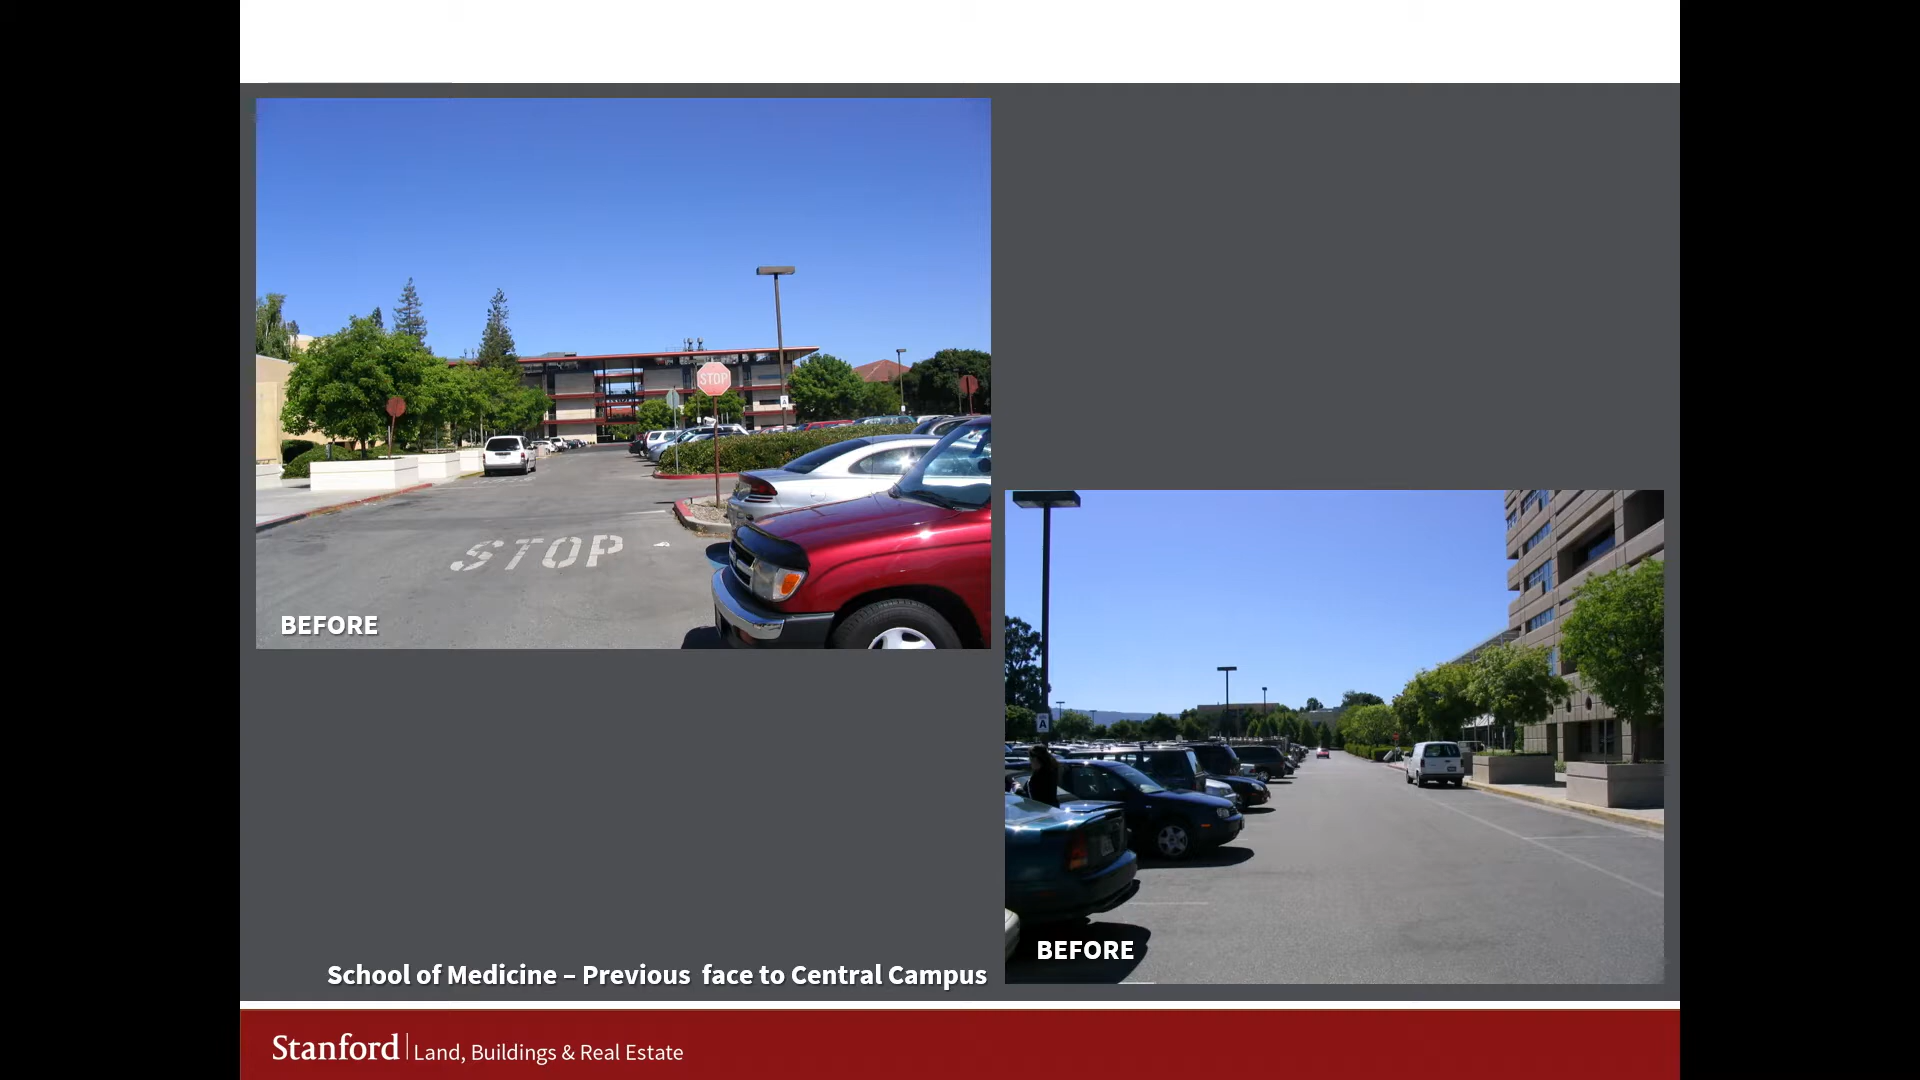 STOP
STOP
A
BEFORE
A
BEFORE
School of Medicine – Previous face to Central Campus
Stanford | Land, Buildings & Real Estate